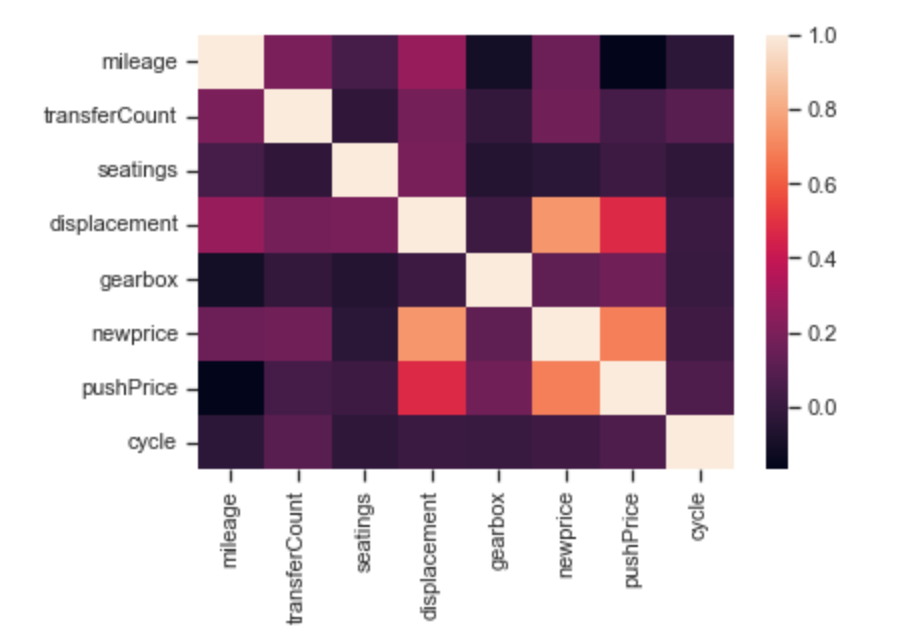 mileage
transferCount
seatings
displacement
gearbox
newprice
pushPrice
cycle
mileage
transferCount
seatings
displacement
gearbox
newprice
pushPrice
cycle
1.0
0.8
0.6
0.4
0.2
0.0